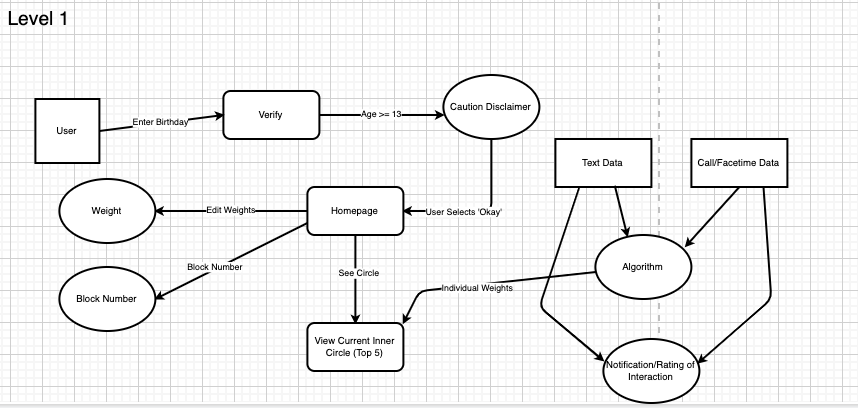 Level 1
User
Enter Birthday
Verify
Age >= 13
Caution Disclaimer
Text Data
Call/Facetime Data
Weight
Edit Weights
Homepage
User Selects 'Okay'
Block Number
Block Number
See Circle
Algorithm
Individual Weights
View Current Inner
Circle (Top 5)
Notification/Rating of
Interaction